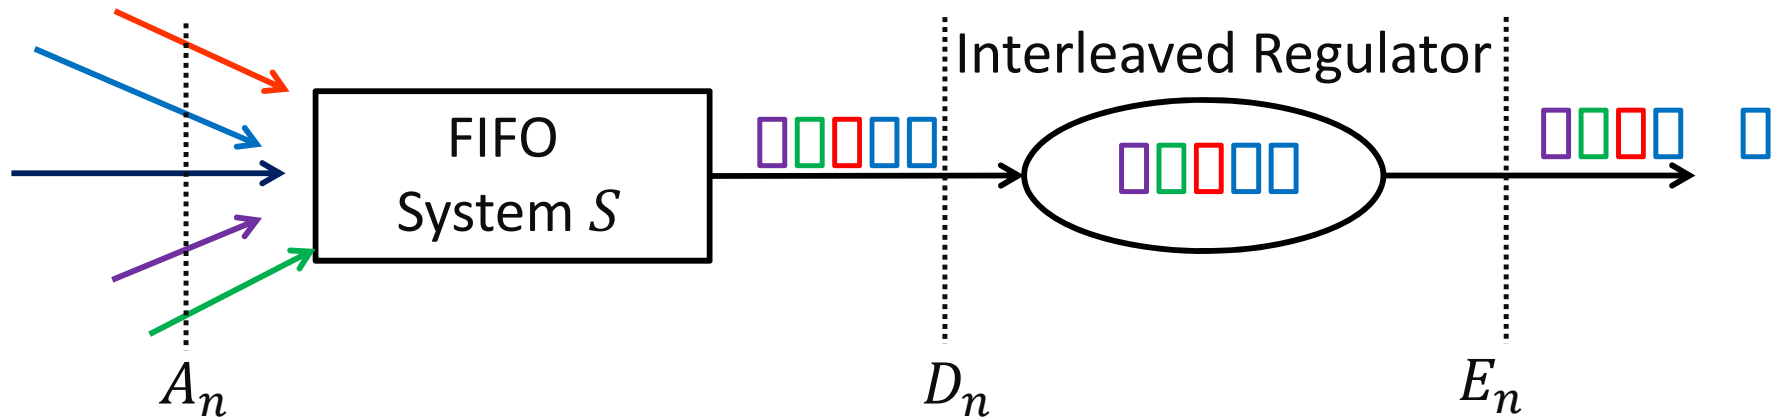 Interleaved Regulator
FIFO
System S
Aₙ
Dₙ
Eₙ